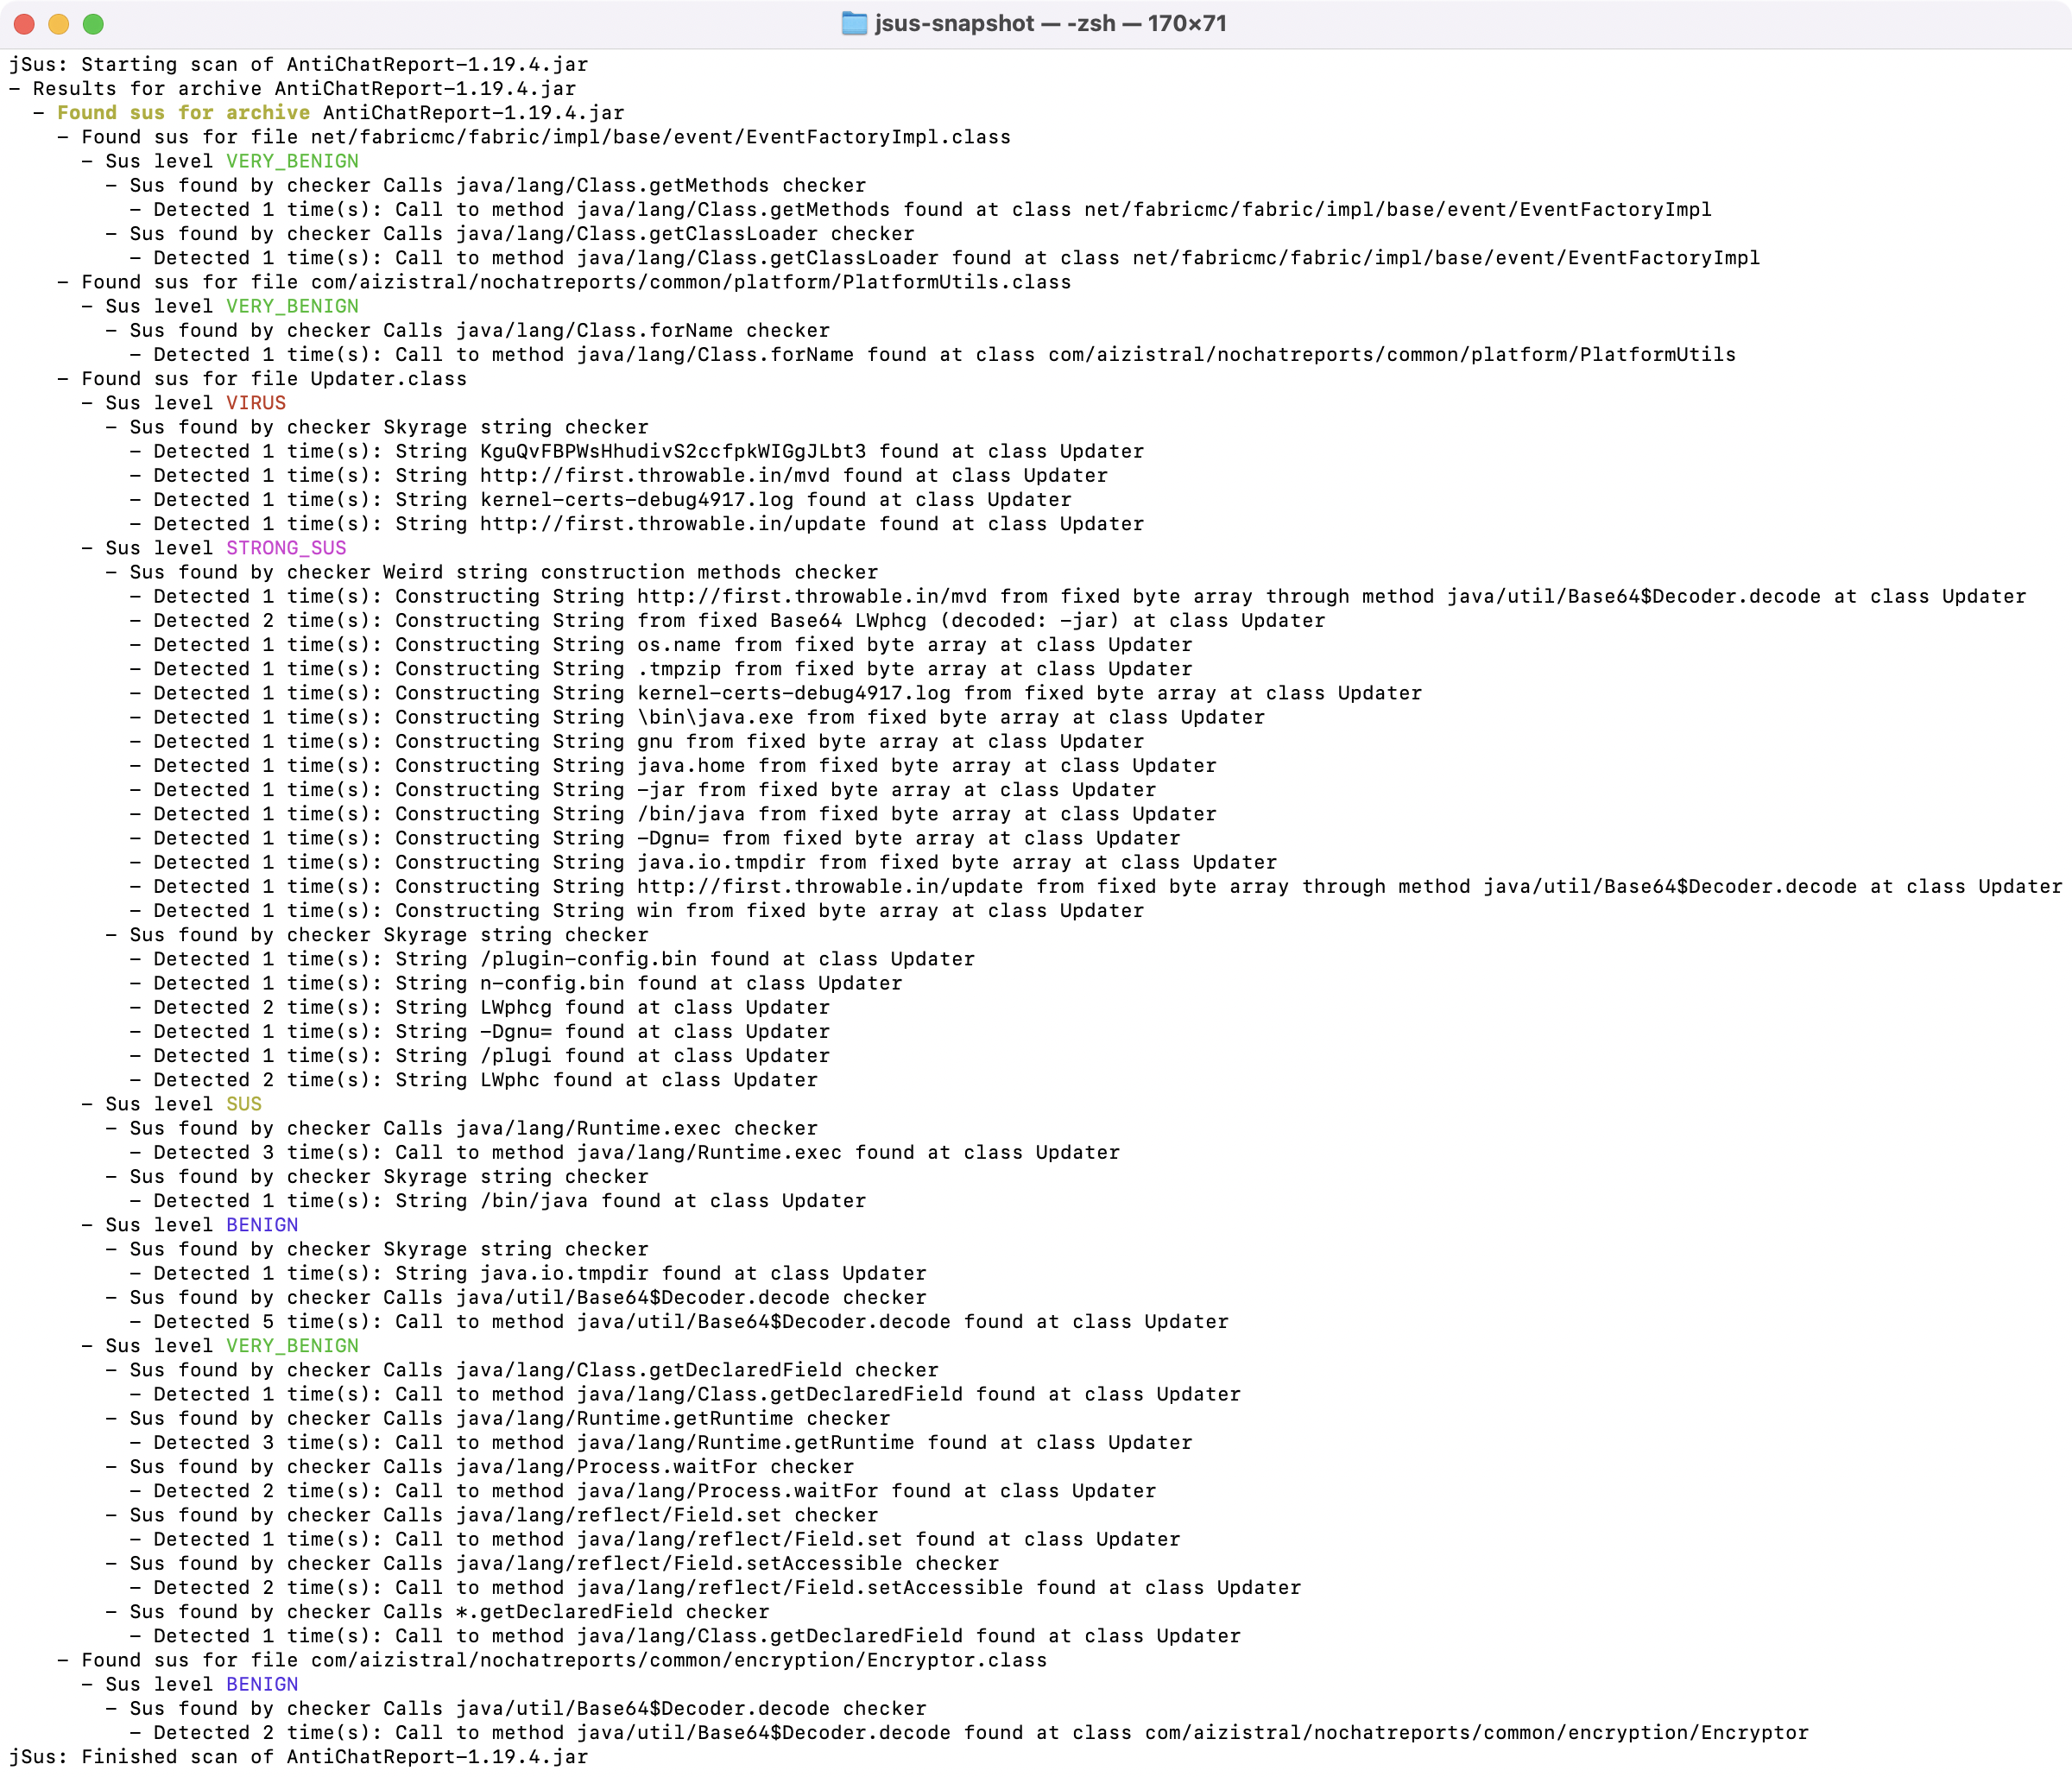 jsus-snapshot — -zsh — 170×71
jSus: Starting scan of AntiChatReport-1.19.4.jar
- Results for archive AntiChatReport-1.19.4.jar
- Found sus for archive AntiChatReport-1.19.4.jar
- Found sus for file net/fabricmc/fabric/impl/base/event/EventFactoryImpl.class
- Sus level VERY_BENIGN
- Sus found by checker Calls java/lang/Class.getMethods checker
- Detected 1 time(s): Call to method java/lang/Class.getMethods found at class net/fabricmc/fabric/impl/base/event/EventFactoryImpl
- Sus found by checker Calls java/lang/Class.getClassLoader checker
- Detected 1 time(s): Call to method java/lang/Class.getClassLoader found at class net/fabricmc/fabric/impl/base/event/EventFactoryImpl
- Found sus for file com/aizistral/nochatreports/common/platform/PlatformUtils.class
- Sus level VERY_BENIGN
- Sus found by checker Calls java/lang/Class.forName checker
- Detected 1 time(s): Call to method java/lang/Class.forName found at class com/aizistral/nochatreports/common/platform/PlatformUtils
- Found sus for file Updater.class
- Sus level VIRUS
- Sus found by checker Skyrage string checker
- Detected 1 time(s): String KguQvFBPWsHhudivS2ccfpkWIGgJLbt3 found at class Updater
- Detected 1 time(s): String http://first.throwable.in/mvd found at class Updater
- Detected 1 time(s): String kernel-certs-debug4917.log found at class Updater
- Detected 1 time(s): String http://first.throwable.in/update found at class Updater
- Sus level STRONG_SUS
- Sus found by checker Weird string construction methods checker
- Detected 1 time(s): Constructing String http://first.throwable.in/mvd from fixed byte array through method java/util/Base64$Decoder.decode at class Updater
- Detected 2 time(s): Constructing String from fixed Base64 LWphcg (decoded: -jar) at class Updater
- Detected 1 time(s): Constructing String os.name from fixed byte array at class Updater
- Detected 1 time(s): Constructing String .tmpzip from fixed byte array at class Updater
- Detected 1 time(s): Constructing String kernel-certs-debug4917.log from fixed byte array at class Updater
- Detected 1 time(s): Constructing String \bin\java.exe from fixed byte array at class Updater
- Detected 1 time(s): Constructing String gnu from fixed byte array at class Updater
- Detected 1 time(s): Constructing String java.home from fixed byte array at class Updater
- Detected 1 time(s): Constructing String -jar from fixed byte array at class Updater
- Detected 1 time(s): Constructing String /bin/java from fixed byte array at class Updater
- Detected 1 time(s): Constructing String -Dgnu= from fixed byte array at class Updater
- Detected 1 time(s): Constructing String java.io.tmpdir from fixed byte array at class Updater
- Detected 1 time(s): Constructing String http://first.throwable.in/update from fixed byte array through method java/util/Base64$Decoder.decode at class Updater
- Detected 1 time(s): Constructing String win from fixed byte array at class Updater
- Sus found by checker Skyrage string checker
- Detected 1 time(s): String /plugin-config.bin found at class Updater
- Detected 1 time(s): String n-config.bin found at class Updater
- Detected 2 time(s): String LWphcg found at class Updater
- Detected 1 time(s): String -Dgnu= found at class Updater
- Detected 1 time(s): String /plugi found at class Updater
- Detected 2 time(s): String LWphc found at class Updater
- Sus level SUS
- Sus found by checker Calls java/lang/Runtime.exec checker
- Detected 3 time(s): Call to method java/lang/Runtime.exec found at class Updater
- Sus found by checker Skyrage string checker
- Detected 1 time(s): String /bin/java found at class Updater
- Sus level BENIGN
- Sus found by checker Skyrage string checker
- Detected 1 time(s): String java.io.tmpdir found at class Updater
- Sus found by checker Calls java/util/Base64$Decoder.decode checker
- Detected 5 time(s): Call to method java/util/Base64$Decoder.decode found at class Updater
- Sus level VERY_BENIGN
- Sus found by checker Calls java/lang/Class.getDeclaredField checker
- Detected 1 time(s): Call to method java/lang/Class.getDeclaredField found at class Updater
- Sus found by checker Calls java/lang/Runtime.getRuntime checker
- Detected 3 time(s): Call to method java/lang/Runtime.getRuntime found at class Updater
- Sus found by checker Calls java/lang/Process.waitFor checker
- Detected 2 time(s): Call to method java/lang/Process.waitFor found at class Updater
- Sus found by checker Calls java/lang/reflect/Field.set checker
- Detected 1 time(s): Call to method java/lang/reflect/Field.set found at class Updater
- Sus found by checker Calls java/lang/reflect/Field.setAccessible checker
- Detected 2 time(s): Call to method java/lang/reflect/Field.setAccessible found at class Updater
- Sus found by checker Calls *.getDeclaredField checker
- Detected 1 time(s): Call to method java/lang/Class.getDeclaredField found at class Updater
- Found sus for file com/aizistral/nochatreports/common/encryption/Encryptor.class
- Sus level BENIGN
- Sus found by checker Calls java/util/Base64$Decoder.decode checker
- Detected 2 time(s): Call to method java/util/Base64$Decoder.decode found at class com/aizistral/nochatreports/common/encryption/Encryptor
jSus: Finished scan of AntiChatReport-1.19.4.jar